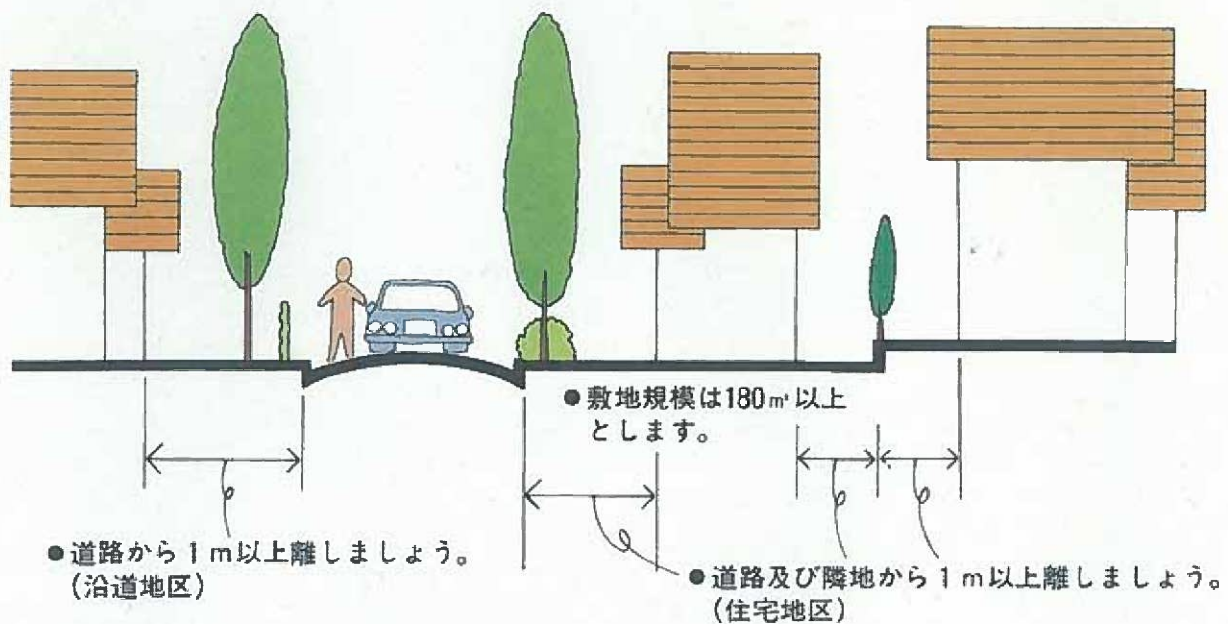 ●敷地規模は180㎡以上
とします。
●道路から1m以上離しましょう。
(沿道地区)
●道路及び隣地から1m以上離しましょう。
(住宅地区)